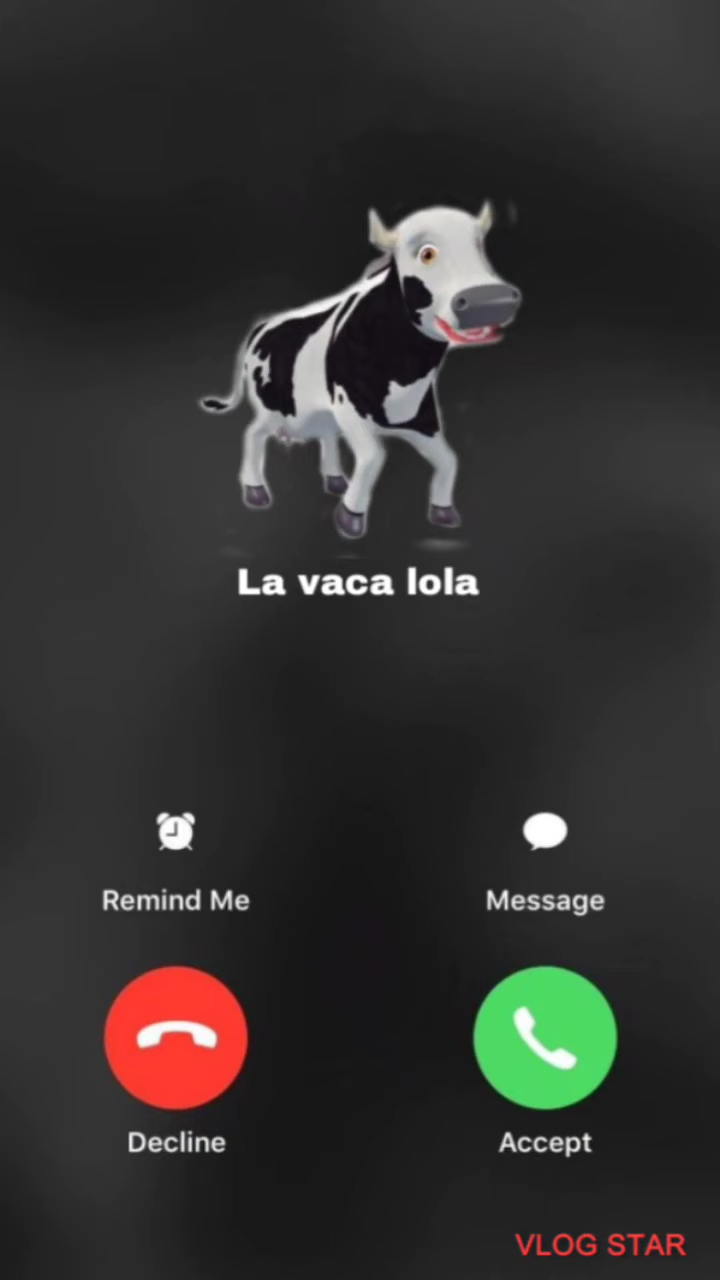 La vaca lola
Remind Me
Message
Decline
Accept
VLOG STAR